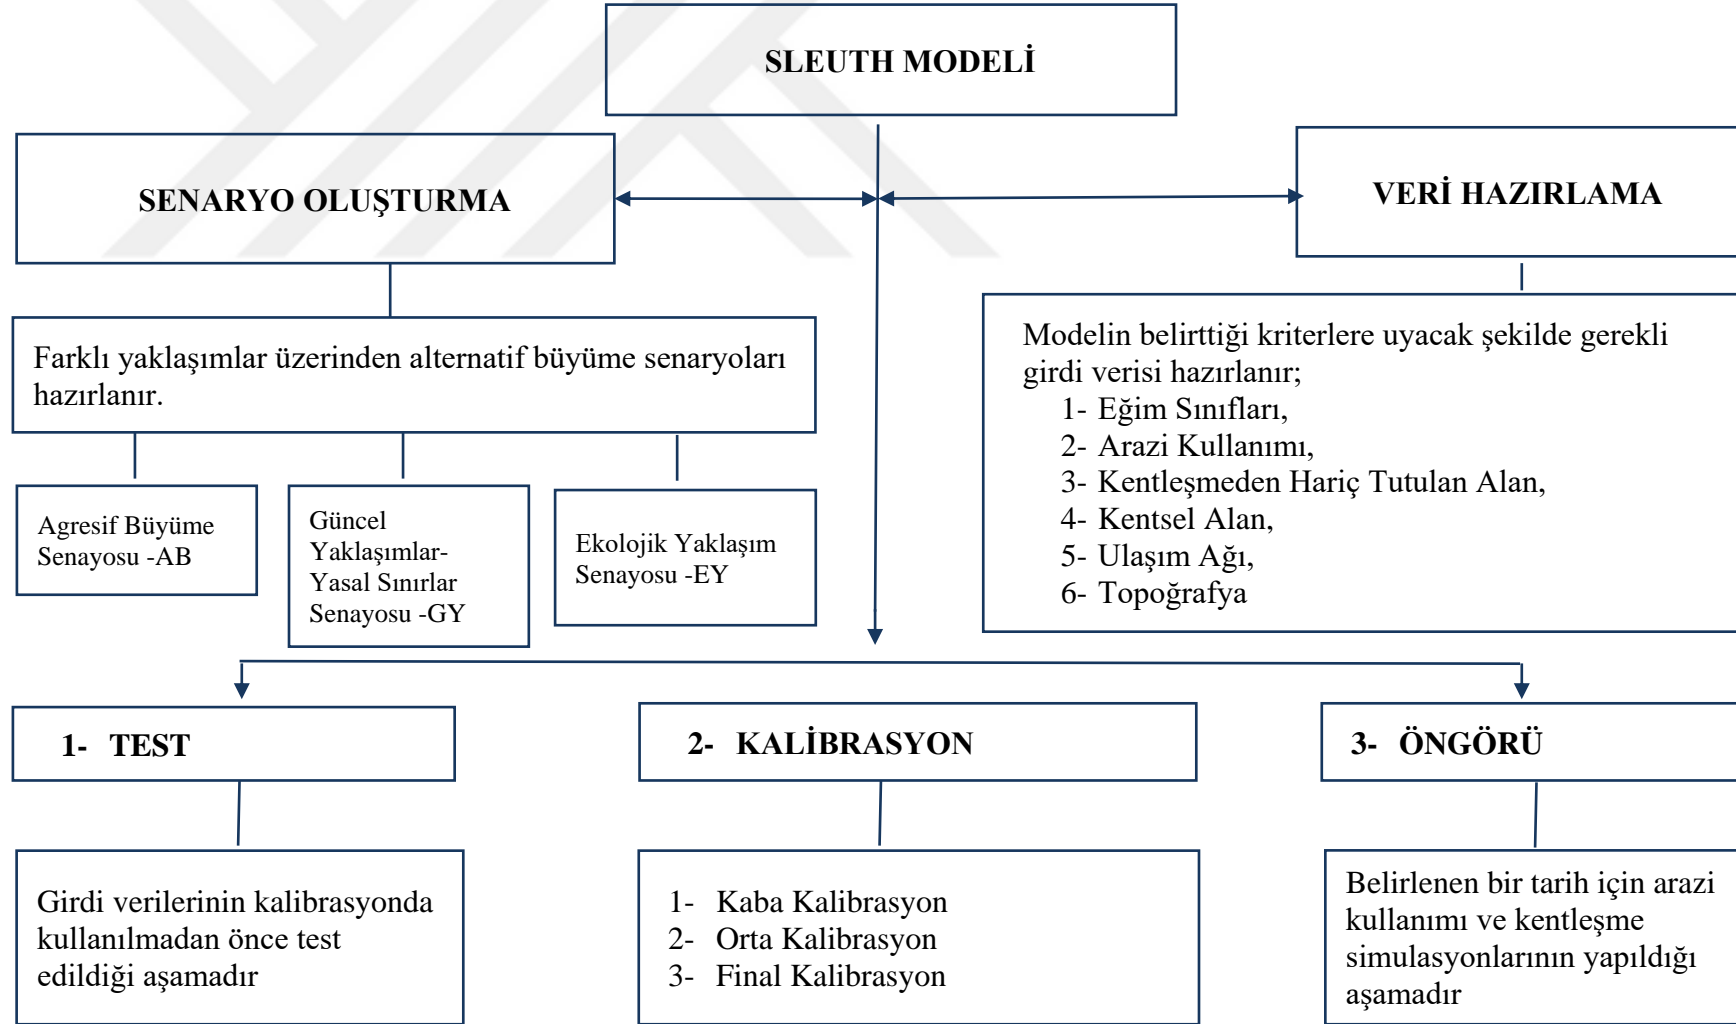 SLEUTH MODELİ
SENARYO OLUŞTURMA
VERİ HAZIRLAMA
Farklı yaklaşımlar üzerinden alternatif büyüme senaryoları
hazırlanır.
Agresif Büyüme
Senayosu -AB
Güncel
Yaklaşımlar-
Yasal Sınırlar
Senayosu -GY
Ekolojik Yaklaşım
Senayosu -EY
Modelin belirttiği kriterlere uyacak şekilde gerekli
girdi verisi hazırlanır;
1- Eğim Sınıfları,
2- Arazi Kullanımı,
3- Kentleşmeden Hariç Tutulan Alan,
4- Kentsel Alan,
5- Ulaşım Ağı,
6- Topoğrafya
1- TEST
2- KALİBRASYON
3- ÖNGÖRÜ
Girdi verilerinin kalibrasyonda
kullanılmadan önce test
edildiği aşamadır
1- Kaba Kalibrasyon
2- Orta Kalibrasyon
3- Final Kalibrasyon
Belirlenen bir tarih için arazi
kullanımı ve kentleşme
simulasyonlarının yapıldığı
aşamadır